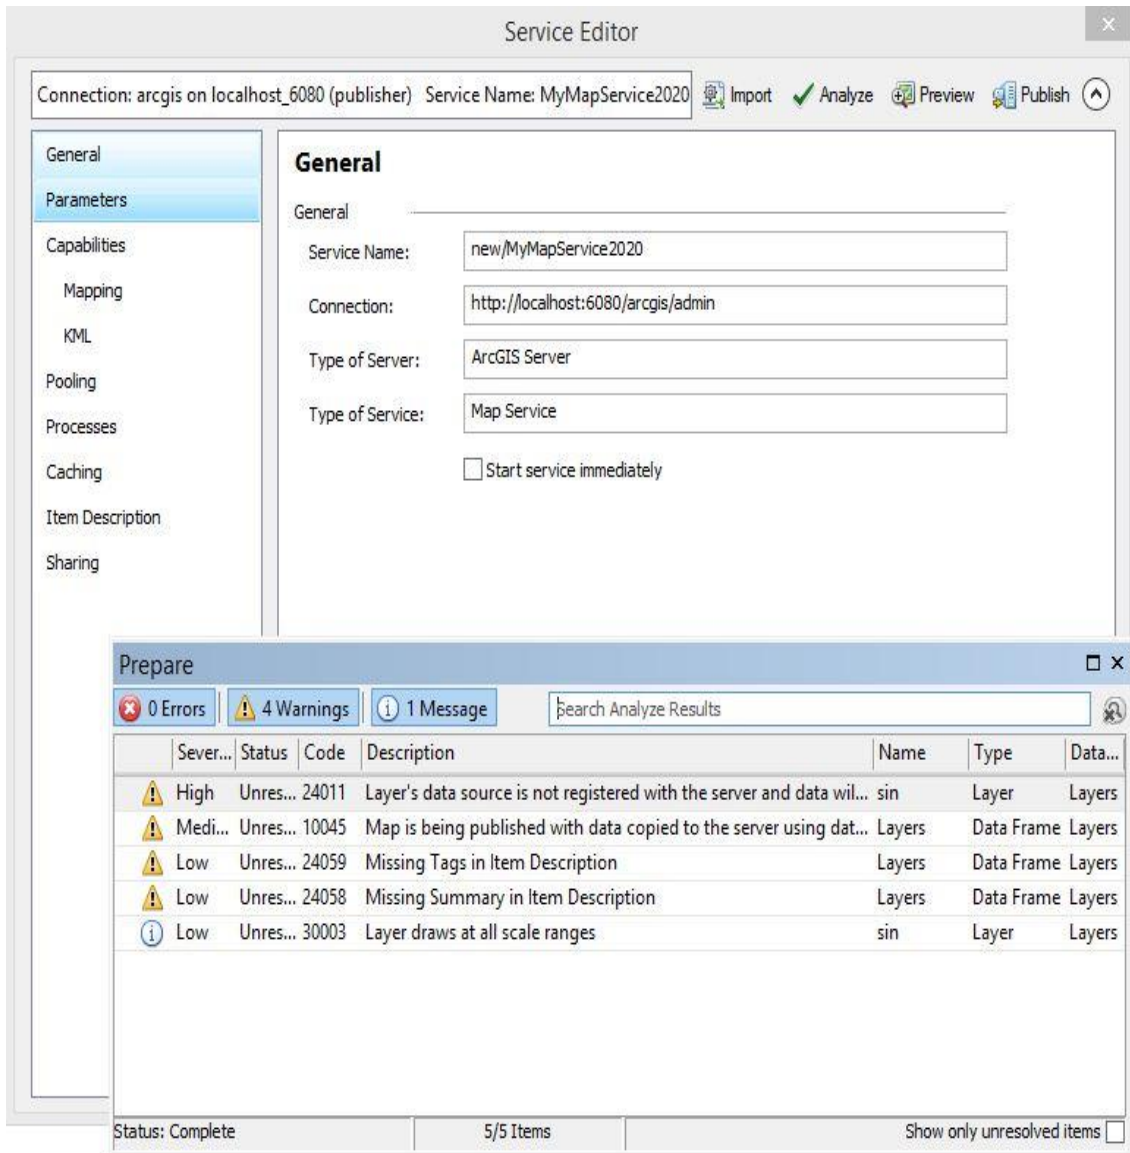 Service Editor
X
Connection: arcgis on localhost_6080 (publisher) Service Name: MyMapService2020 Import Analyze Preview Publish
General
Parameters
Capabilities
Mapping
KML
Pooling
Processes
Caching
Item Description
Sharing
General
General
Service Name: new/MyMapService2020
Connection: http://localhost:6080/arcgis/admin
Type of Server: ArcGIS Server
Type of Service: Map Service
Start service immediately
Prepare
0 Errors 4 Warnings 1 Message Search Analyze Results
Sever... Status Code Description Name Type Data...
High Unres... 24011 Layer's data source is not registered with the server and data wil... sin Layer Layers
Medi... Unres... 10045 Map is being published with data copied to the server using dat... Layers Data Frame Layers
Low Unres... 24059 Missing Tags in Item Description Layers Data Frame Layers
Low Unres... 24058 Missing Summary in Item Description Layers Data Frame Layers
Low Unres... 30003 Layer draws at all scale ranges sin Layer Layers
Status: Complete 5/5 Items Show only unresolved items